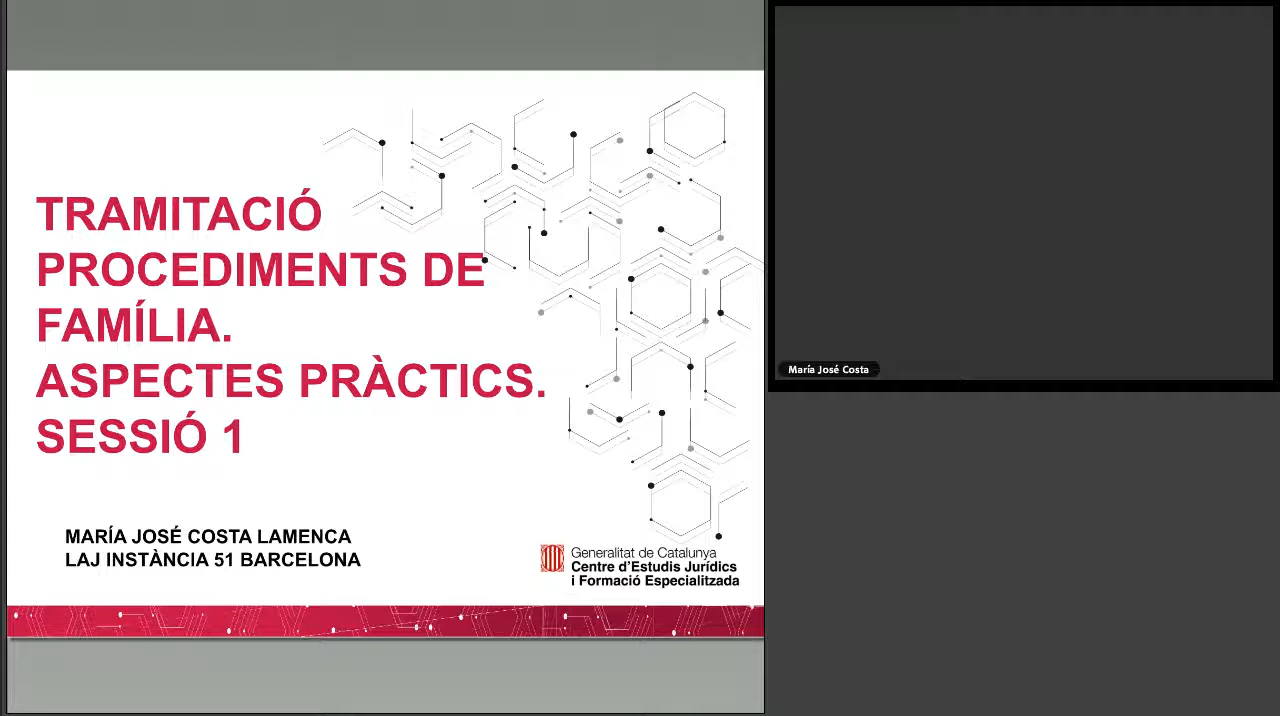 TRAMITACIÓ
PROCEDIMENTS DE
FAMÍLIA.
ASPECTES PRÀCTICS.
SESSIÓ 1
MARÍA JOSÉ COSTA LAMENCA
LAJ INSTÀNCIA 51 BARCELONA
Generalitat de Catalunya
Centre d'Estudis Jurídics
i Formació Especialitzada
María José Costa